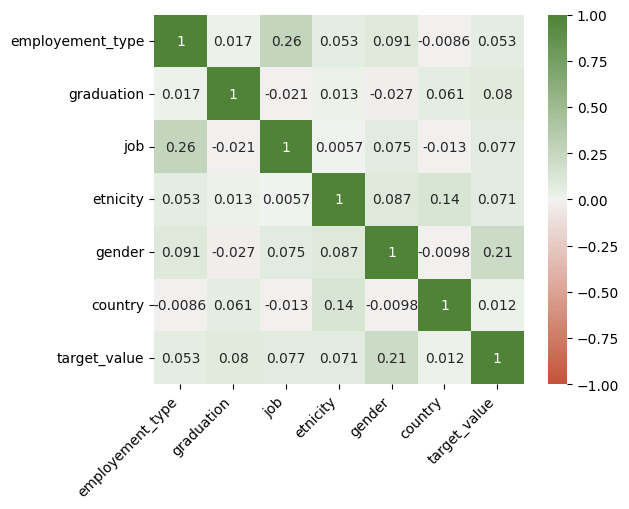 employement_type 1 0.017 0.26 0.053 0.091 -0.0086 0.053
graduation 0.017 1 -0.021 0.013 -0.027 0.061 0.08
job 0.26 -0.021 1 0.0057 0.075 -0.013 0.077
etnicity 0.053 0.013 0.0057 1 0.087 0.14 0.071
gender 0.091 -0.027 0.075 0.087 1 -0.0098 0.21
country -0.0086 0.061 -0.013 0.14 -0.0098 1 0.012
target_value 0.053 0.08 0.077 0.071 0.21 0.012 1
employement_type graduation job etnicity gender country target_value
1.00
0.75
0.50
0.25
0.00
−0.25
−0.50
−0.75
−1.00